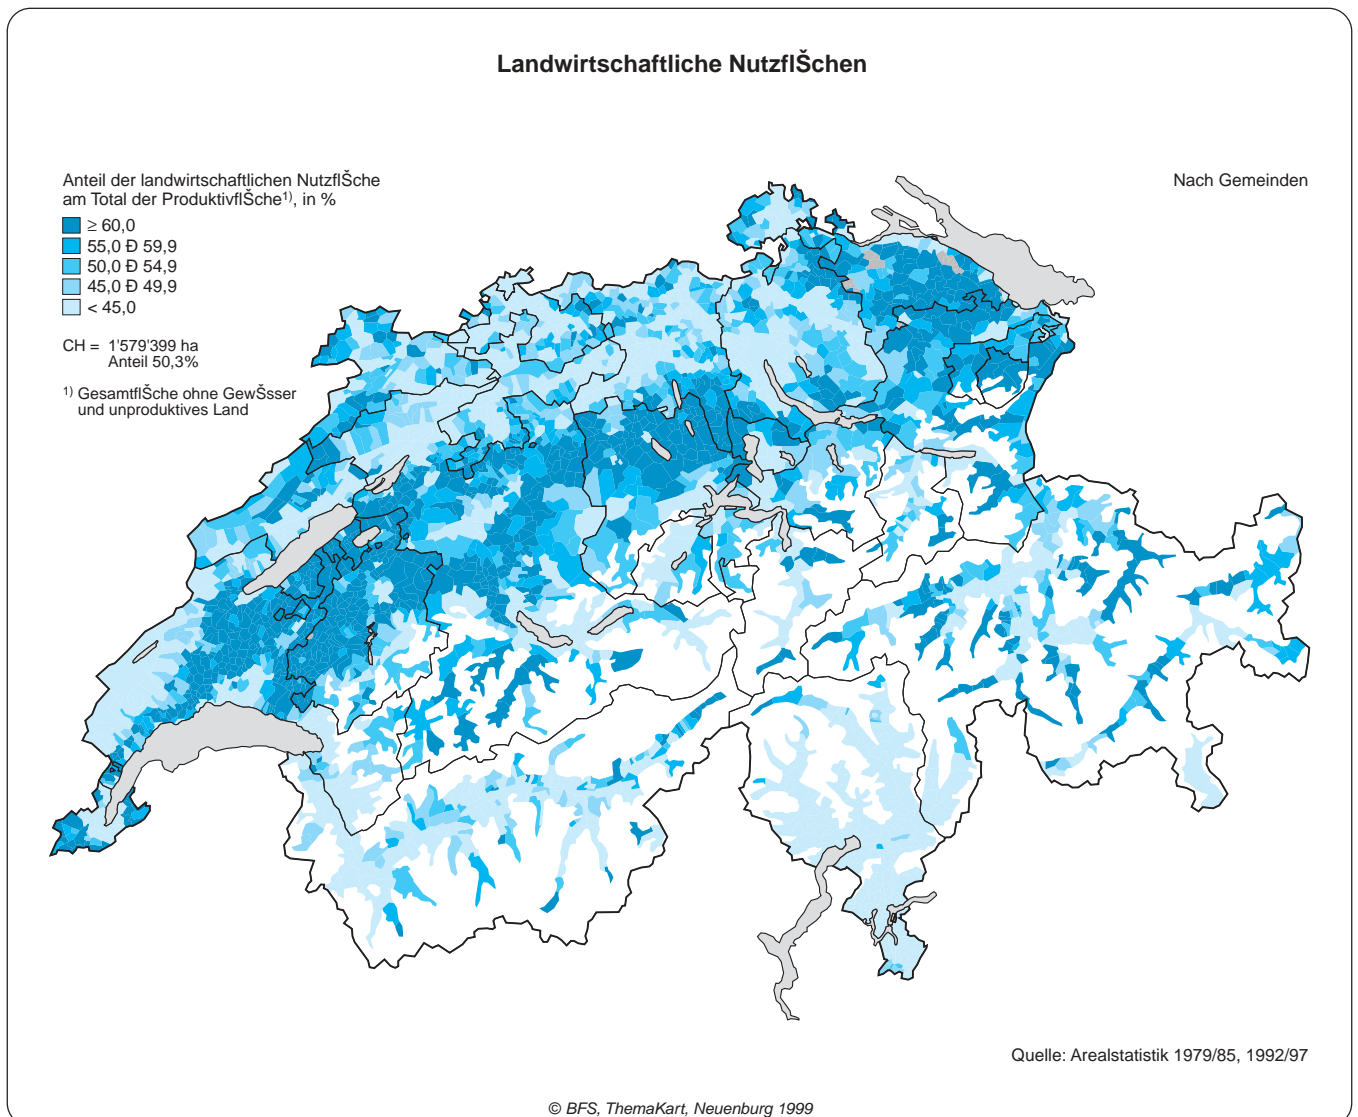 Landwirtschaftliche NutzflŠchen
Anteil der landwirtschaftlichen NutzflŠche
am Total der ProduktivflŠche1), in %
Nach Gemeinden
≥ 60,0
55,0 Ð 59,9
50,0 Ð 54,9
45,0 Ð 49,9
< 45,0
CH = 1'579'399 ha
Anteil 50,3%
1) GesamtflŠche ohne GewŠsser
und unproduktives Land
Quelle: Arealstatistik 1979/85, 1992/97
© BFS, ThemaKart, Neuenburg 1999